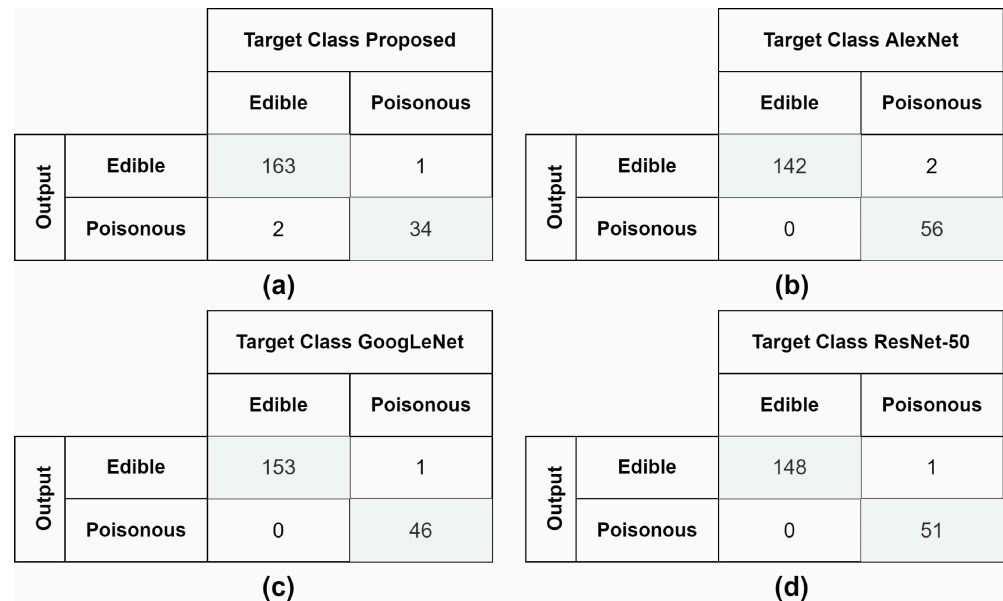 Target Class Proposed
Edible Poisonous
Output
Edible 163 1
Poisonous 2 34
(a)
Target Class AlexNet
Edible Poisonous
Output
Edible 142 2
Poisonous 0 56
(b)
Target Class GoogLeNet
Edible Poisonous
Output
Edible 153 1
Poisonous 0 46
(c)
Target Class ResNet-50
Edible Poisonous
Output
Edible 148 1
Poisonous 0 51
(d)